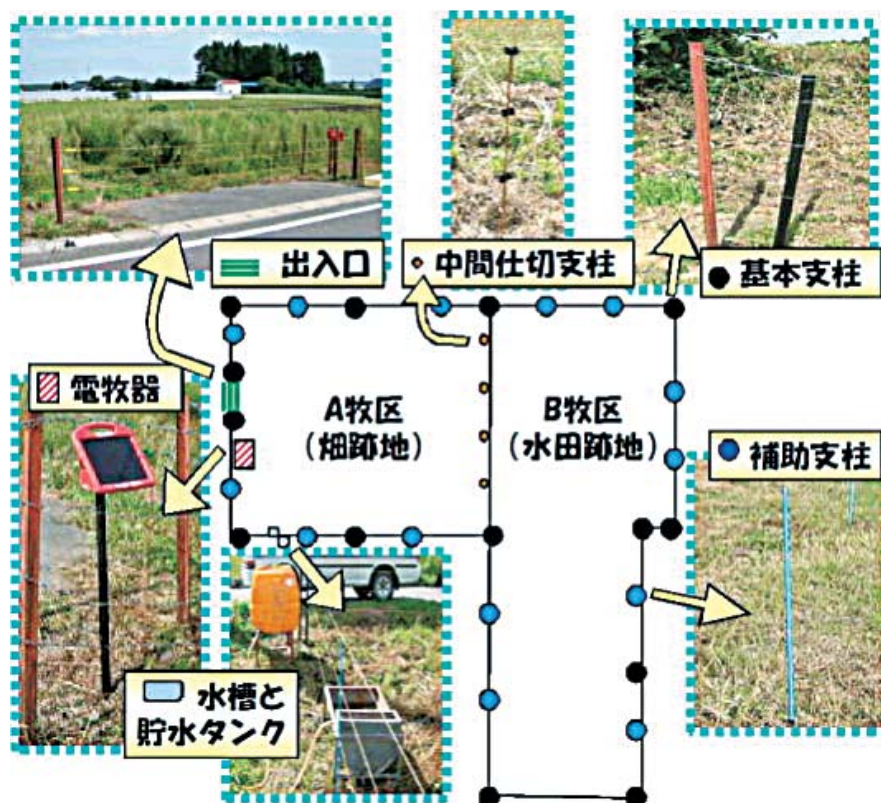 出入口
中間仕切支柱
基本支柱
電牧器
A牧区
(畑跡地)
B牧区
(水田跡地)
補助支柱
水槽と
貯水タンク